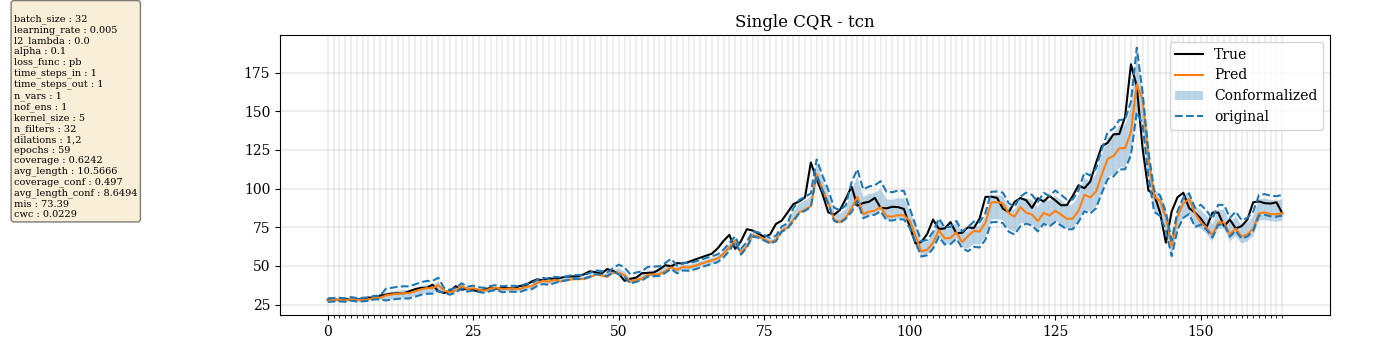 batch_size : 32
learning_rate : 0.005
l2_lambda : 0.0
alpha : 0.1
loss_func : pb
time_steps_in : 1
time_steps_out : 1
n_vars : 1
nof_ens : 1
kernel_size : 5
n_filters : 32
dilations : 1,2
epochs : 59
coverage : 0.6242
avg_length : 10.5666
coverage_conf : 0.497
avg_length_conf : 8.6494
mis : 73.39
cwc : 0.0229
Single CQR - tcn
175
150
125
100
75
50
25
0 25 50 75 100 125 150
True
Pred
Conformalized
original